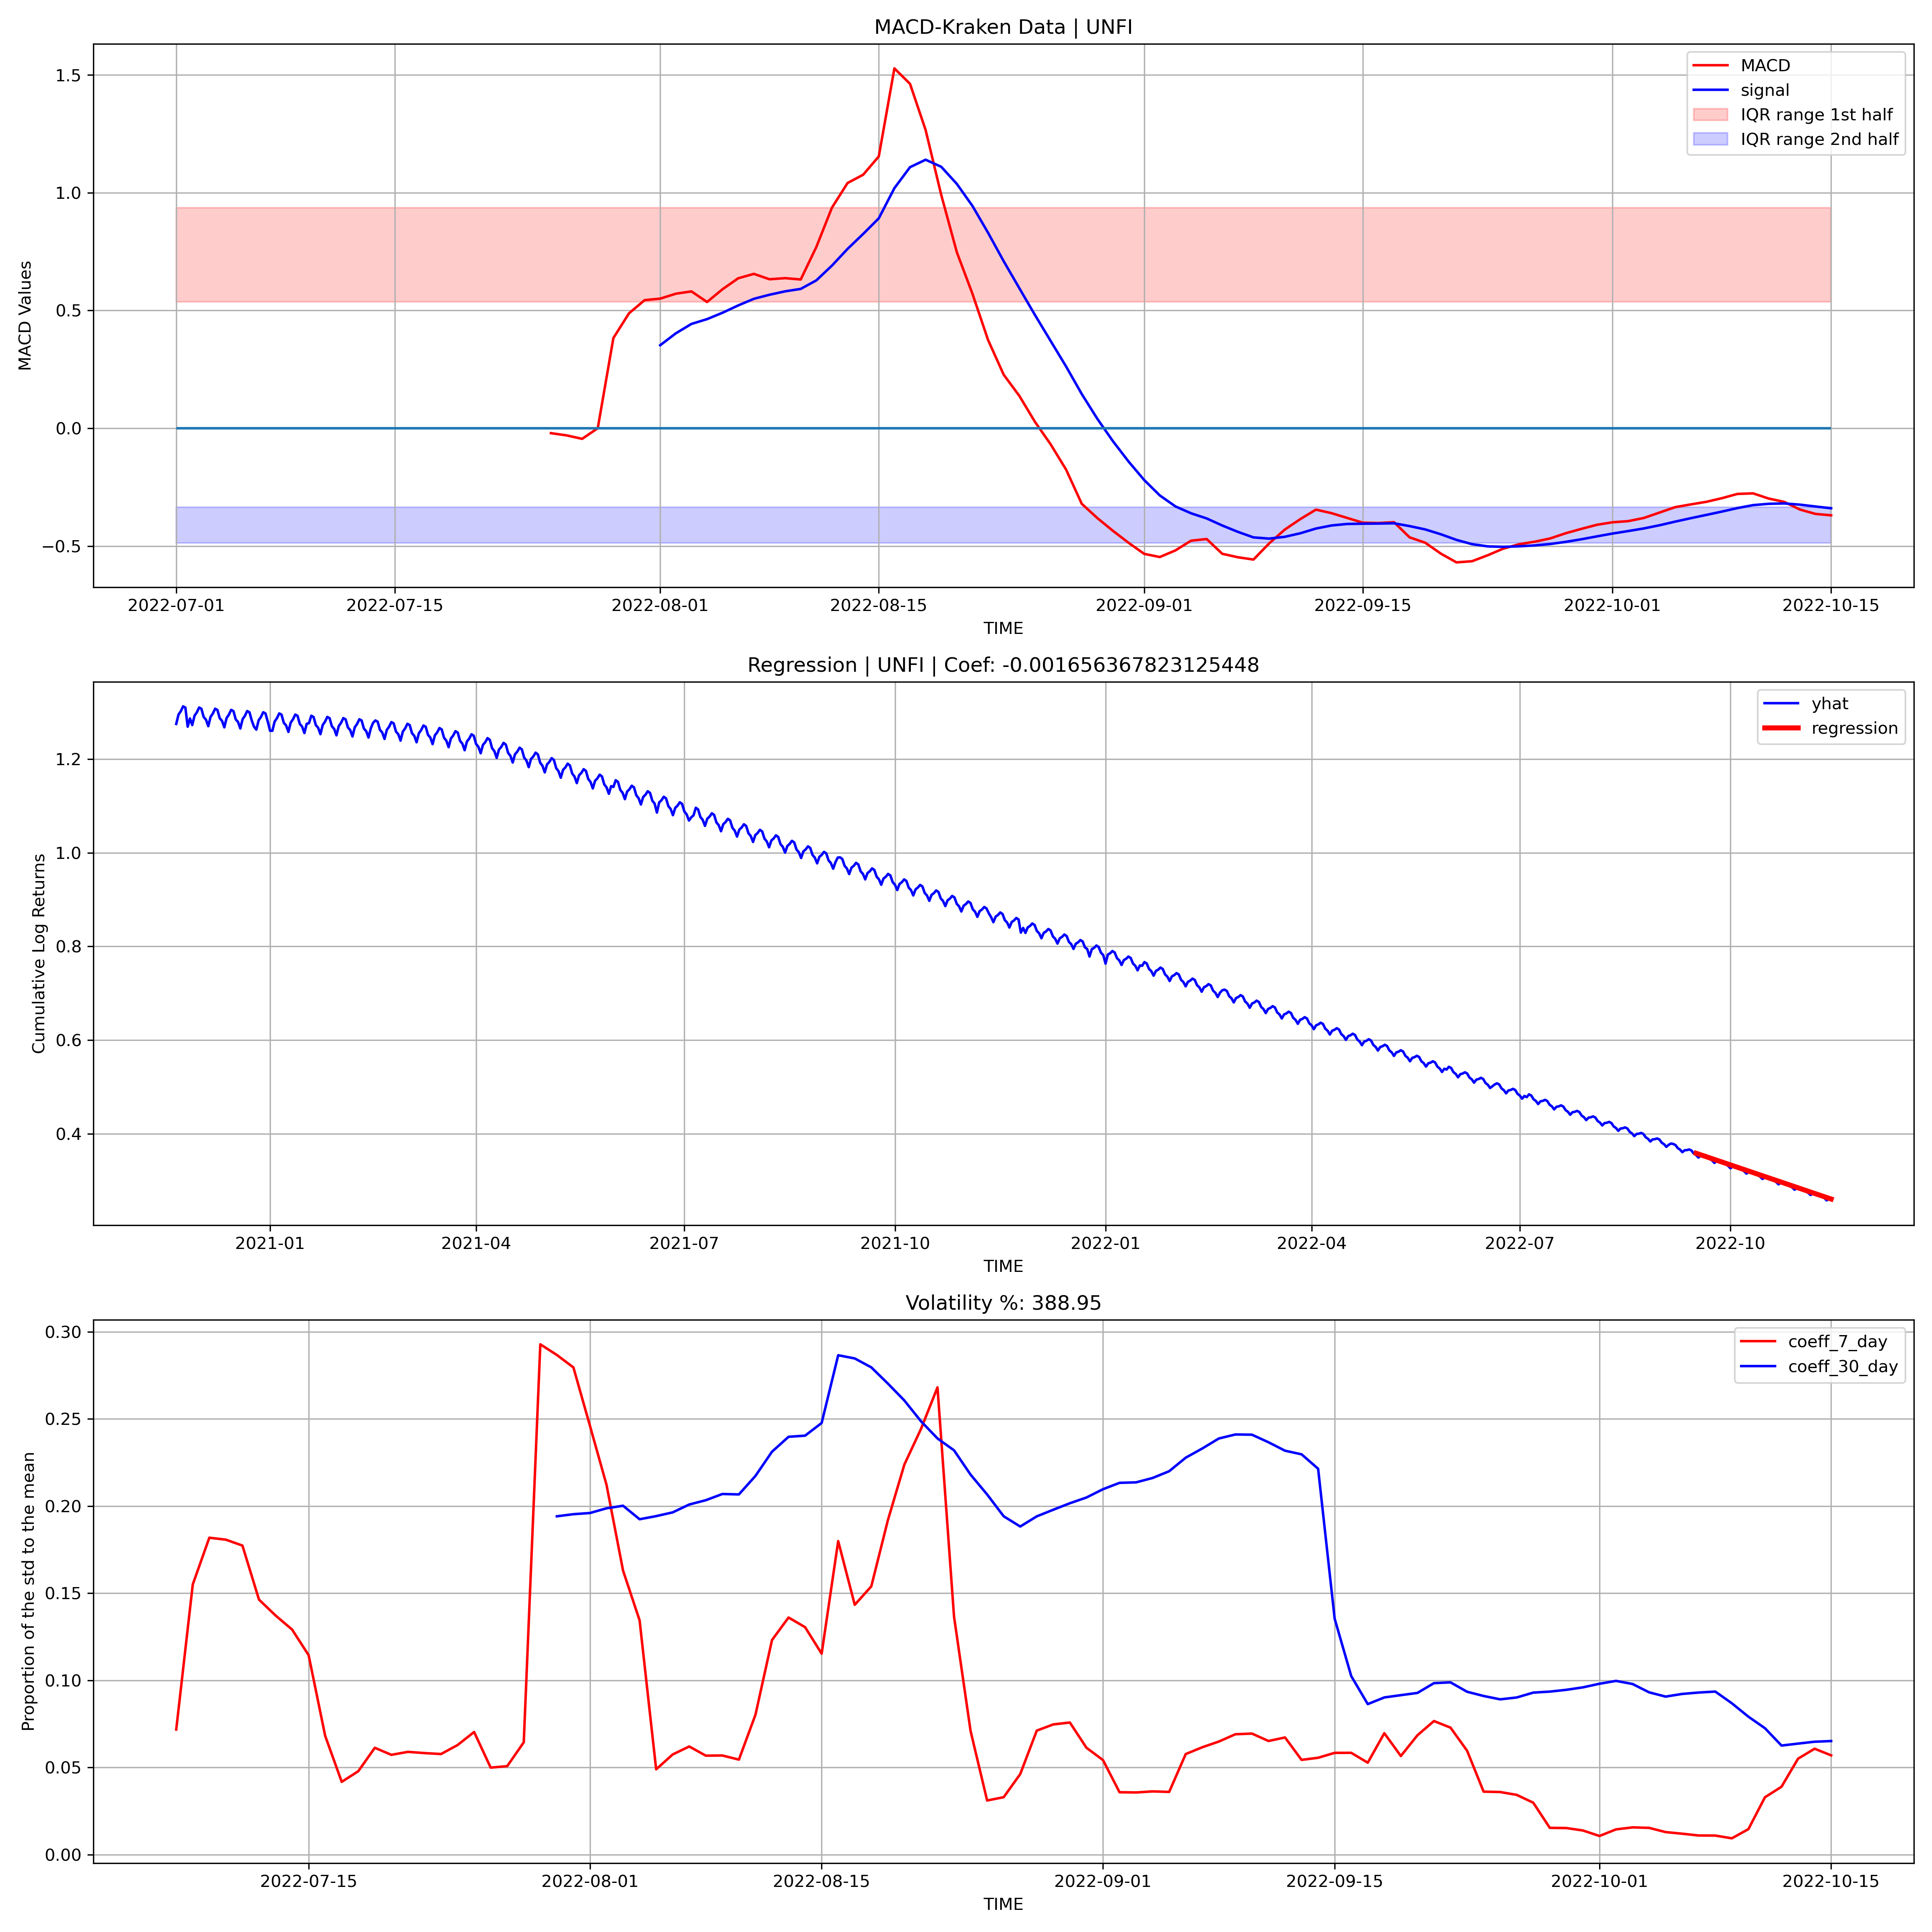 MACD-Kraken Data | UNFI
MACD
signal
IQR range 1st half
IQR range 2nd half
MACD Values
1.5
1.0
0.5
0.0
−0.5
2022-07-01 2022-07-15 2022-08-01 2022-08-15 2022-09-01 2022-09-15 2022-10-01 2022-10-15
TIME
Regression | UNFI | Coef: -0.001656367823125448
yhat
regression
Cumulative Log Returns
1.2
1.0
0.8
0.6
0.4
2021-01 2021-04 2021-07 2021-10 2022-01 2022-04 2022-07 2022-10
TIME
Volatility %: 388.95
coeff_7_day
coeff_30_day
Proportion of the std to the mean
0.30
0.25
0.20
0.15
0.10
0.05
0.00
2022-07-15 2022-08-01 2022-08-15 2022-09-01 2022-09-15 2022-10-01 2022-10-15
TIME